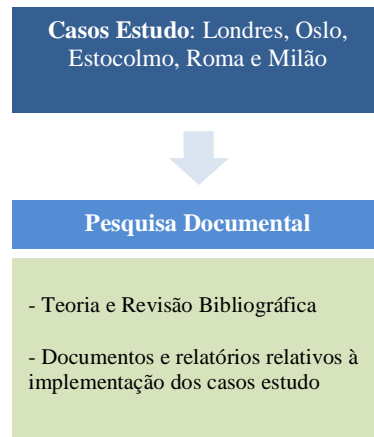 Casos Estudo: Londres, Oslo,
Estocolmo, Roma e Milão
Pesquisa Documental
- Teoria e Revisão Bibliográfica
- Documentos e relatórios relativos à
implementação dos casos estudo